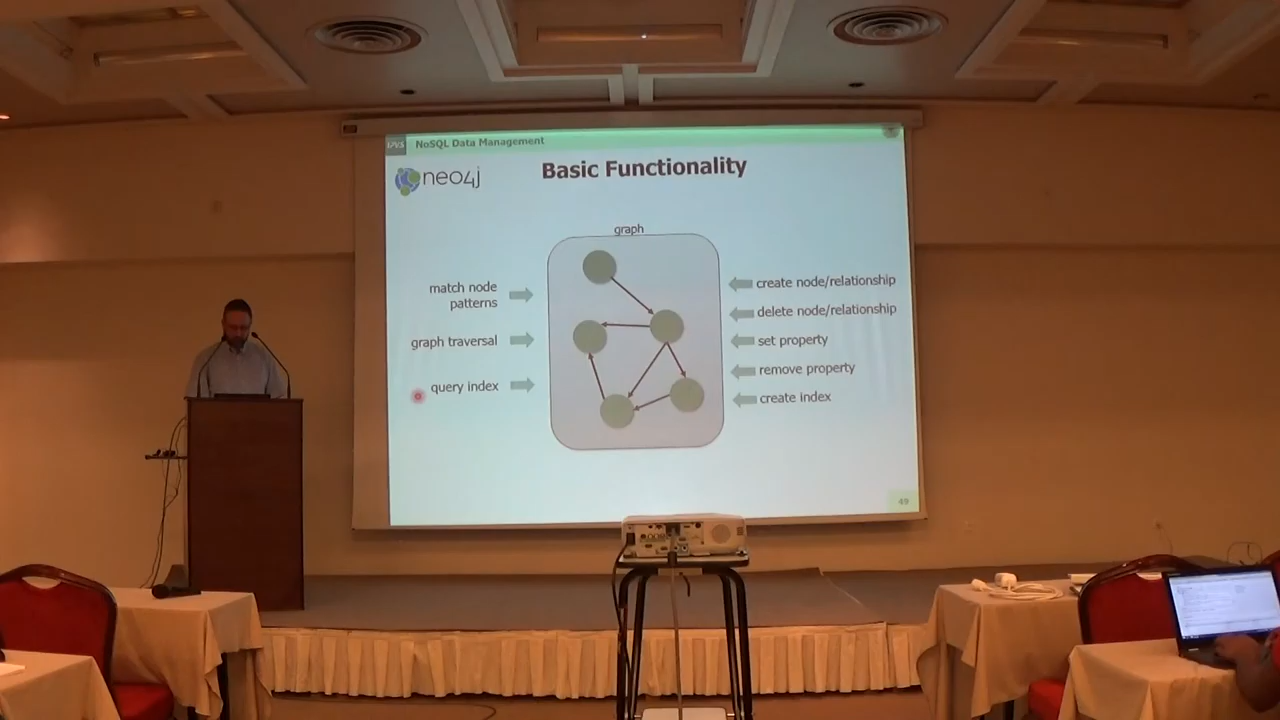 IPVS
NoSQL Data Management
neo4j
Basic Functionality
graph
match node
patterns
graph traversal
query index
create node/relationship
delete node/relationship
set property
remove property
create index
49